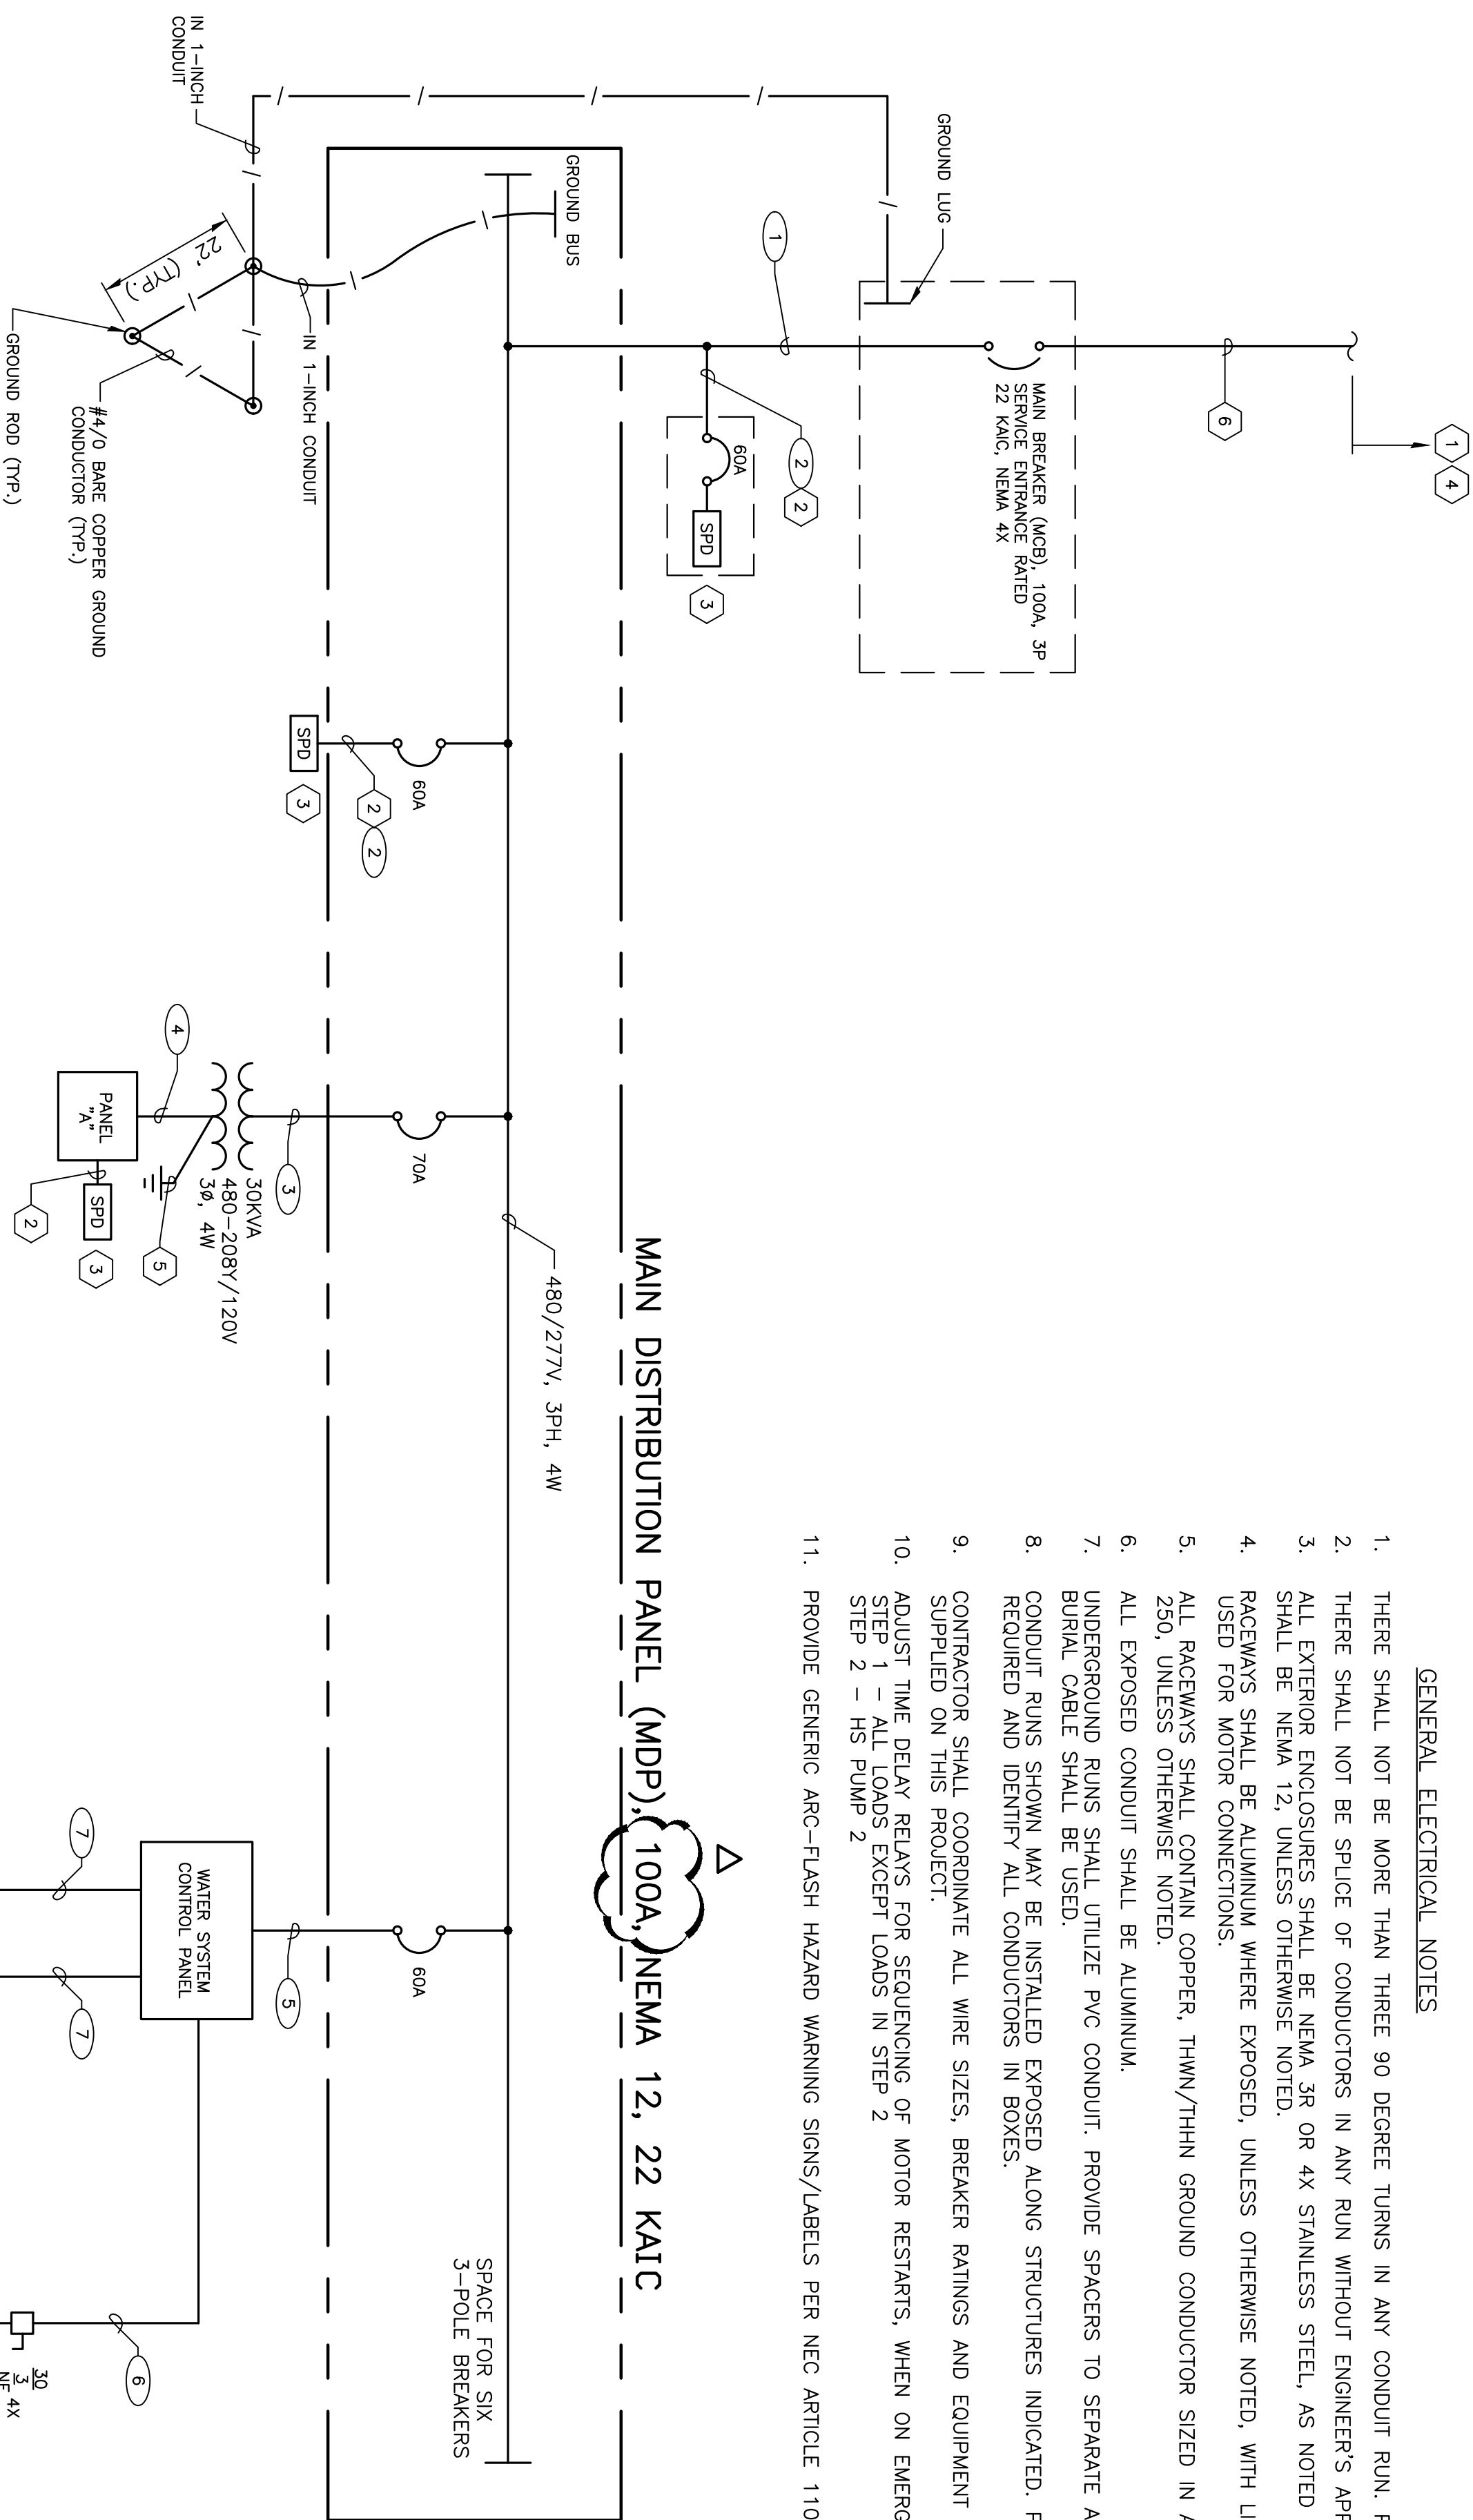 GENERAL ELECTRICAL NOTES
1. THERE SHALL NOT BE MORE THAN THREE 90 DEGREE TURNS IN ANY CONDUIT RUN.
2. THERE SHALL NOT BE SPLICE OF CONDUCTORS IN ANY RUN WITHOUT ENGINEER'S
3. ALL EXTERIOR ENCLOSURES SHALL BE NEMA 3R OR 4X STAINLESS STEEL, AS NOTED
SHALL BE NEMA 12, UNLESS OTHERWISE NOTED.
4. RACEWAYS SHALL BE ALUMINUM WHERE EXPOSED, UNLESS OTHERWISE NOTED, WITH
USED FOR MOTOR CONNECTIONS.
5. ALL RACEWAYS SHALL CONTAIN COPPER, THWN/THHN GROUND CONDUCTOR SIZED IN
250, UNLESS OTHERWISE NOTED.
6. ALL EXPOSED CONDUIT SHALL BE ALUMINUM.
7. UNDERGROUND RUNS SHALL UTILIZE PVC CONDUIT. PROVIDE SPACERS TO SEPARATE
BURIAL CABLE SHALL BE USED.
8. CONDUIT RUNS SHOWN MAY BE INSTALLED EXPOSED ALONG STRUCTURES INDICATED.
REQUIRED AND IDENTIFY ALL CONDUCTORS IN BOXES.
9. CONTRACTOR SHALL COORDINATE ALL WIRE SIZES, BREAKER RATINGS AND EQUIPMENT
SUPPLIED ON THIS PROJECT.
10. ADJUST TIME DELAY RELAYS FOR SEQUENCING OF MOTOR RESTARTS, WHEN ON
STEP 1 - ALL LOADS EXCEPT LOADS IN STEP 2
STEP 2 - HS PUMP 2
11. PROVIDE GENERIC ARC-FLASH HAZARD WARNING SIGNS/LABELS PER NEC ARTICLE 110
1
4
6
MAIN BREAKER (MCB), 100A, 3P
SERVICE ENTRANCE RATED
22 KAIC, NEMA 4X
GROUND LUG
1
2
2
60A
SPD
3
MAIN DISTRIBUTION PANEL (MDP), 100A, NEMA 12, 22 KAIC
GROUND BUS
480/277V, 3PH, 4W
SPACE FOR SIX
3-POLE BREAKERS
60A
70A
60A
2
2
SPD
3
IN 1-INCH CONDUIT
IN 1-INCH
CONDUIT
22' (TYP.)
#4/0 BARE COPPER GROUND
CONDUCTOR (TYP.)
GROUND ROD (TYP.)
3
30KVA
480-208Y/120V
3Ø, 4W
4
5
PANEL
"A"
SPD
3
2
5
WATER SYSTEM
CONTROL PANEL
7
7
6
30
3
4X